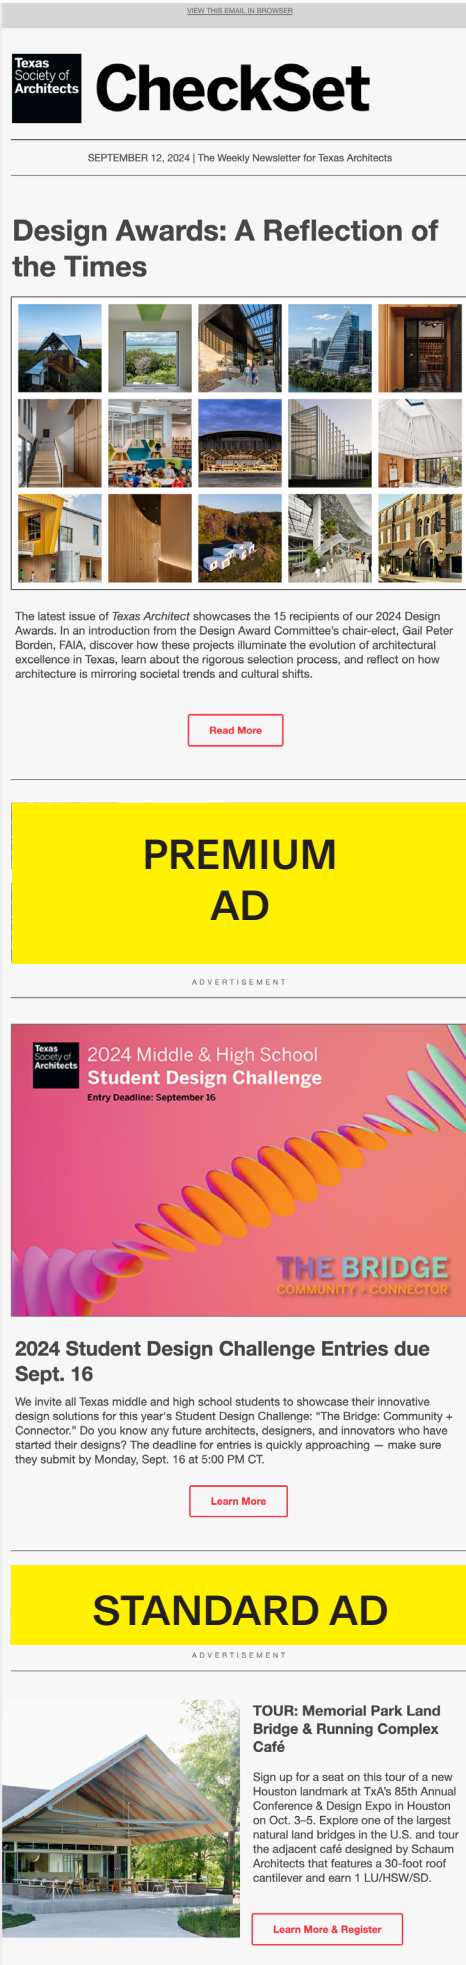 VIEW THIS EMAIL IN BROWSER
Texas
Society of
Architects
CheckSet
SEPTEMBER 12, 2024 | The Weekly Newsletter for Texas Architects
Design Awards: A Reflection of
the Times
The latest issue of Texas Architect showcases the 15 recipients of our 2024 Design
Awards. In an introduction from the Design Award Committee's chair-elect, Gail Peter
Borden, FAIA, discover how these projects illuminate the evolution of architectural
excellence in Texas, learn about the rigorous selection process, and reflect on how
architecture is mirroring societal trends and cultural shifts.
Read More
PREMIUM
AD
ADVERTISEMENT
Texas
Society of
Architects
2024 Middle & High School
Student Design Challenge
Entry Deadline: September 16
THE BRIDGE
COMMUNITY + CONNECTOR
2024 Student Design Challenge Entries due
Sept. 16
We invite all Texas middle and high school students to showcase their innovative
design solutions for this year's Student Design Challenge: "The Bridge: Community +
Connector." Do you know any future architects, designers, and innovators who have
started their designs? The deadline for entries is quickly approaching — make sure
they submit by Monday, Sept. 16 at 5:00 PM CT.
Learn More
STANDARD AD
ADVERTISEMENT
TOUR: Memorial Park Land
Bridge & Running Complex
Café
Sign up for a seat on this tour of a new
Houston landmark at TxA's 85th Annual
Conference & Design Expo in Houston
on Oct. 3–5. Explore one of the largest
natural land bridges in the U.S. and tour
the adjacent café designed by Schaum
Architects that features a 30-foot roof
cantilever and earn 1 LU/HSW/SD.
Learn More & Register